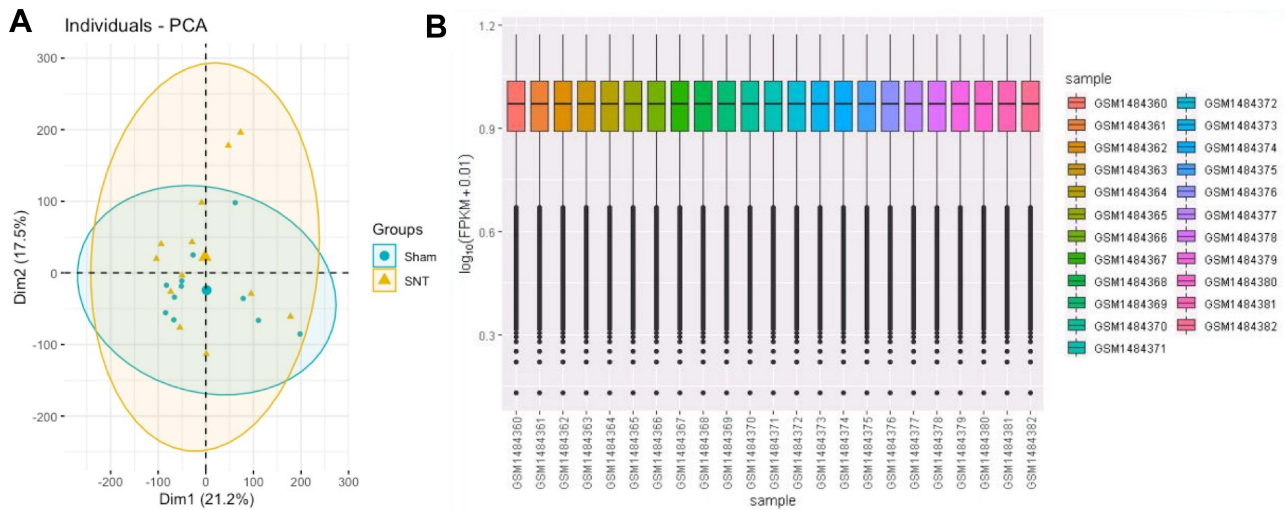 A
Individuals - PCA
300
200
100
0
-100
-200
Dim2 (17.5%)
-200
-100
0
100
200
300
Dim1 (21.2%)
Groups
Sham
SNT
B
1.2
0.9
0.6
0.3
log10(FPKM + 0.01)
GSM1484360
GSM1484361
GSM1484362
GSM1484363
GSM1484364
GSM1484365
GSM1484366
GSM1484367
GSM1484368
GSM1484369
GSM1484370
GSM1484371
GSM1484372
GSM1484373
GSM1484374
GSM1484375
GSM1484376
GSM1484377
GSM1484378
GSM1484379
GSM1484380
GSM1484381
GSM1484382
sample
sample
GSM1484360
GSM1484361
GSM1484362
GSM1484363
GSM1484364
GSM1484365
GSM1484366
GSM1484367
GSM1484368
GSM1484369
GSM1484370
GSM1484371
GSM1484372
GSM1484373
GSM1484374
GSM1484375
GSM1484376
GSM1484377
GSM1484378
GSM1484379
GSM1484380
GSM1484381
GSM1484382